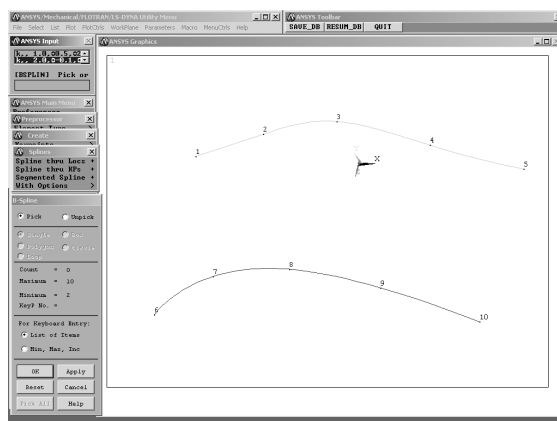 ANSYS/Mechanical/FLOTRAN/LS-DYNA Utility Menu
File Select List Plot PlotCtrls WorkPlane Parameters Macro MenuCtrls Help
ANSYS Toolbar
SAVE_DB RESUM_DB QUIT
ANSYS Input
[BSPLIN] Pick or
ANSYS Main Menu
Preprocessor
Create
Splines
Spline thru Locs +
Spline thru KPs +
Segmented Spline +
With Options >
B-Spline
Pick Unpick
Single Box
Polygon Circle
Loop
Count = 0
Maximum = 10
Minimum = 2
KeyP No. =
For Keyboard Entry:
List of Items
Min, Max, Inc
OK Apply
Reset Cancel
Pick All Help
ANSYS Graphics
1
1
2
3
4
5
X
6
7
8
9
10